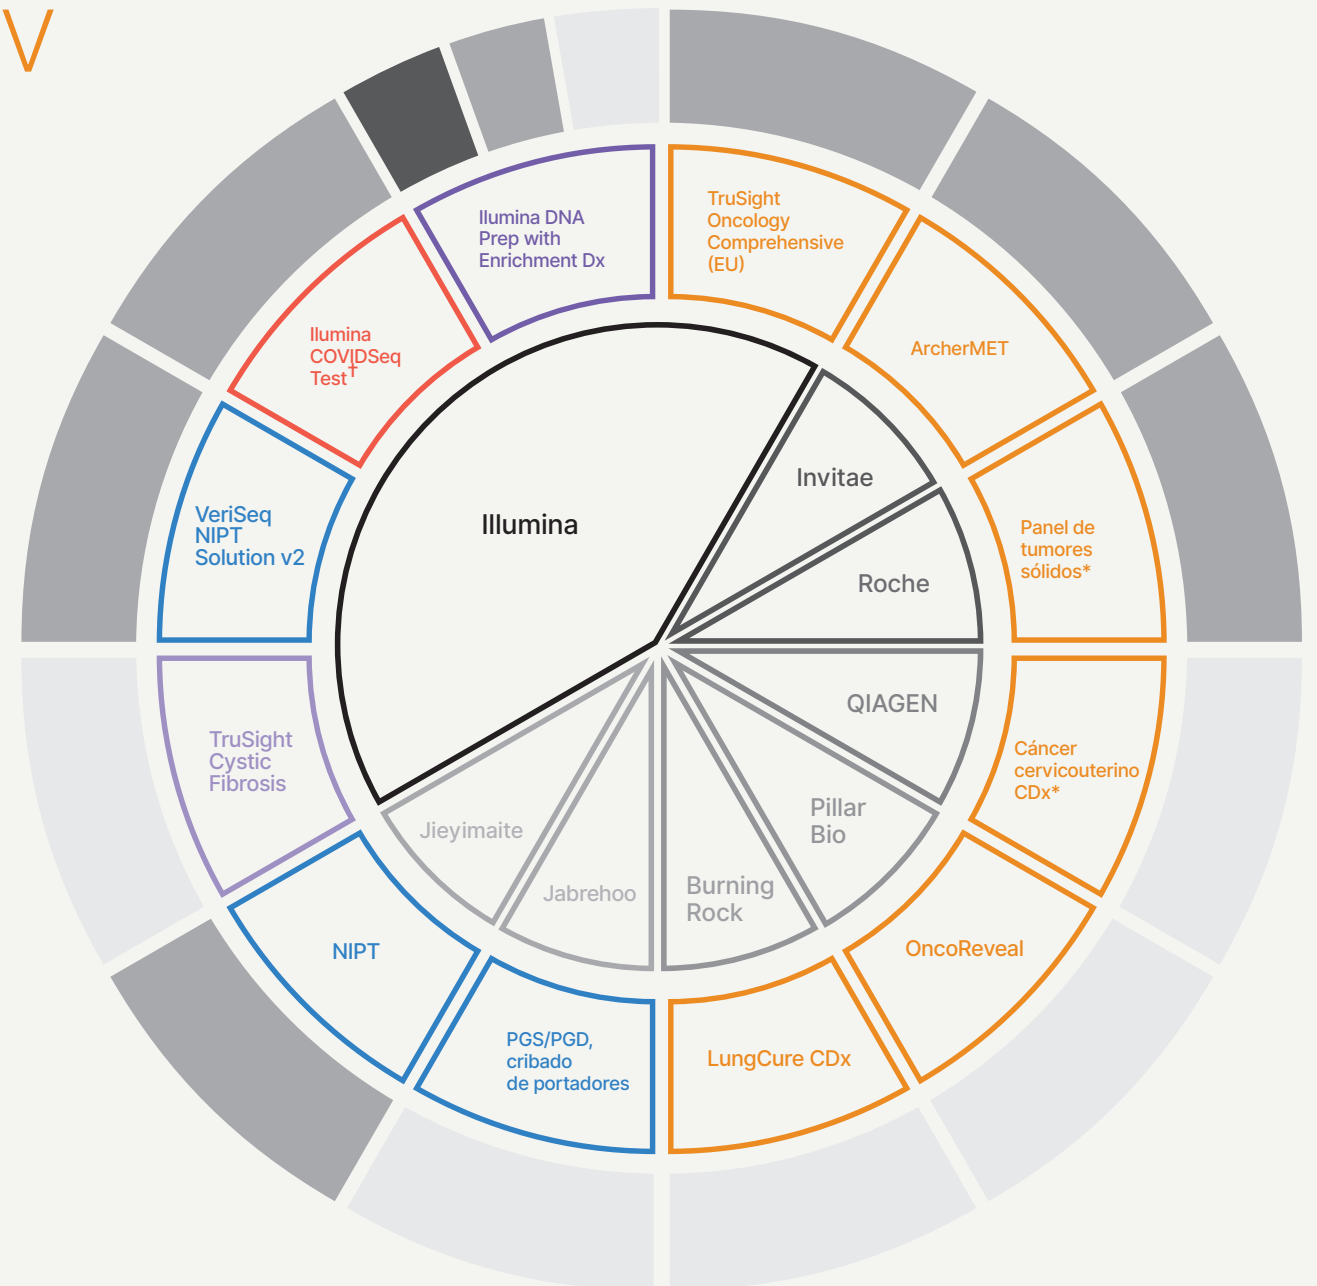 V
TruSight
Oncology
Comprehensive
(EU)
ArcherMET
Panel de
tumores
sólidos*
Cáncer
cervicouterino
CDx*
OncoReveal
LungCure CDx
PGS/PGD,
cribado
de portadores
NIPT
TruSight
Cystic
Fibrosis
VeriSeq
NIPT
Solution v2
Ilumina
COVIDSeq
Test†
Ilumina DNA
Prep with
Enrichment Dx
Illumina
Invitae
Roche
QIAGEN
Pillar
Bio
Burning
Rock
Jabrehoo
Jieyimaite